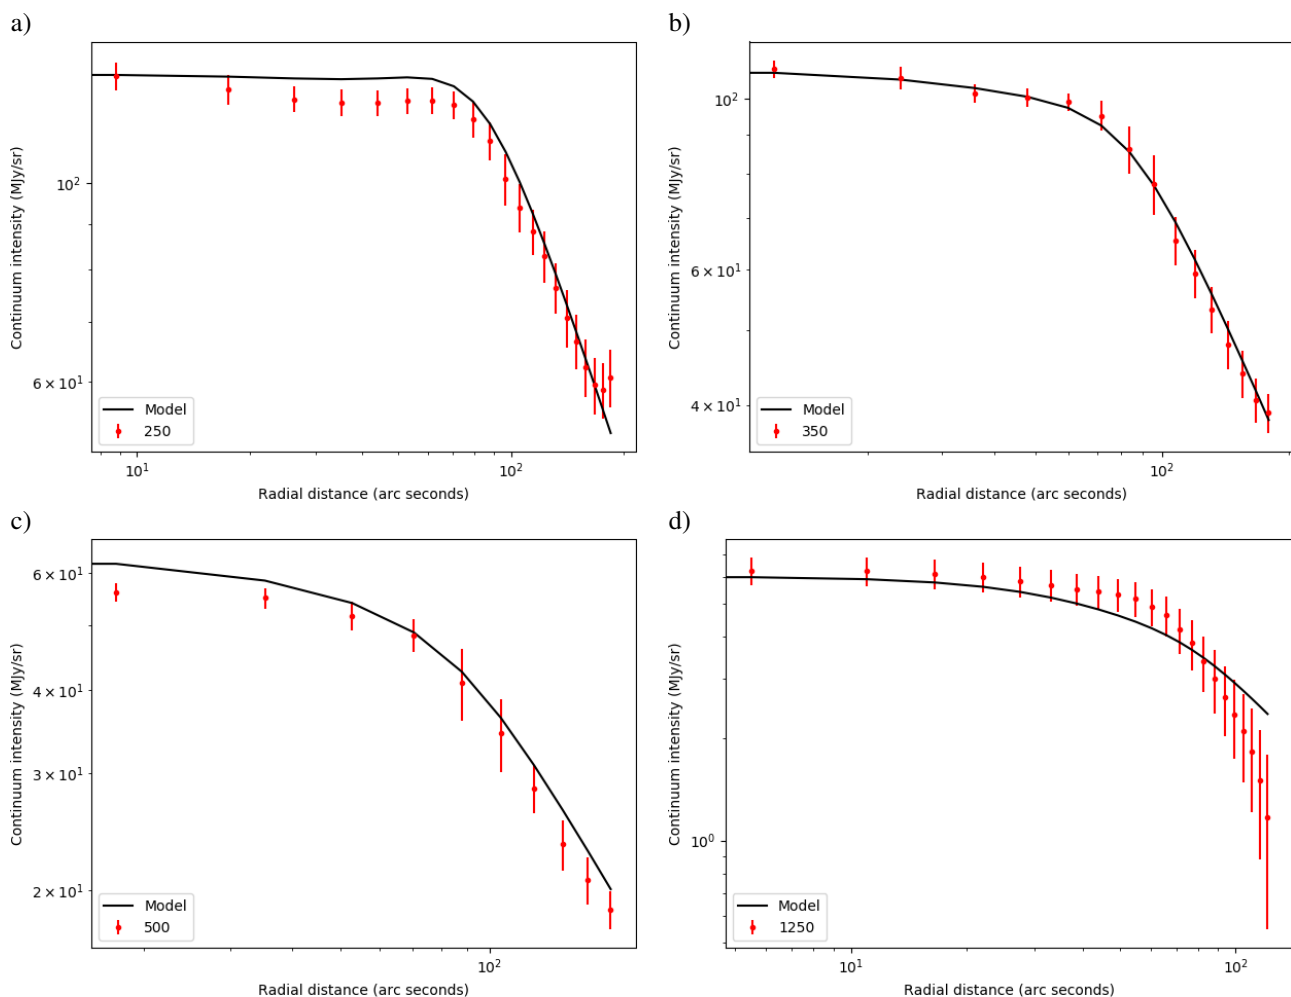 a)
Continuum intensity (MJy/sr)
10²
6 × 10¹
Model
250
10¹
10²
Radial distance (arc seconds)
b)
Continuum intensity (MJy/sr)
10²
6 × 10¹
4 × 10¹
Model
350
10²
Radial distance (arc seconds)
c)
Continuum intensity (MJy/sr)
6 × 10¹
4 × 10¹
3 × 10¹
2 × 10¹
Model
500
10²
Radial distance (arc seconds)
d)
Continuum intensity (MJy/sr)
10⁰
Model
1250
10¹
10²
Radial distance (arc seconds)